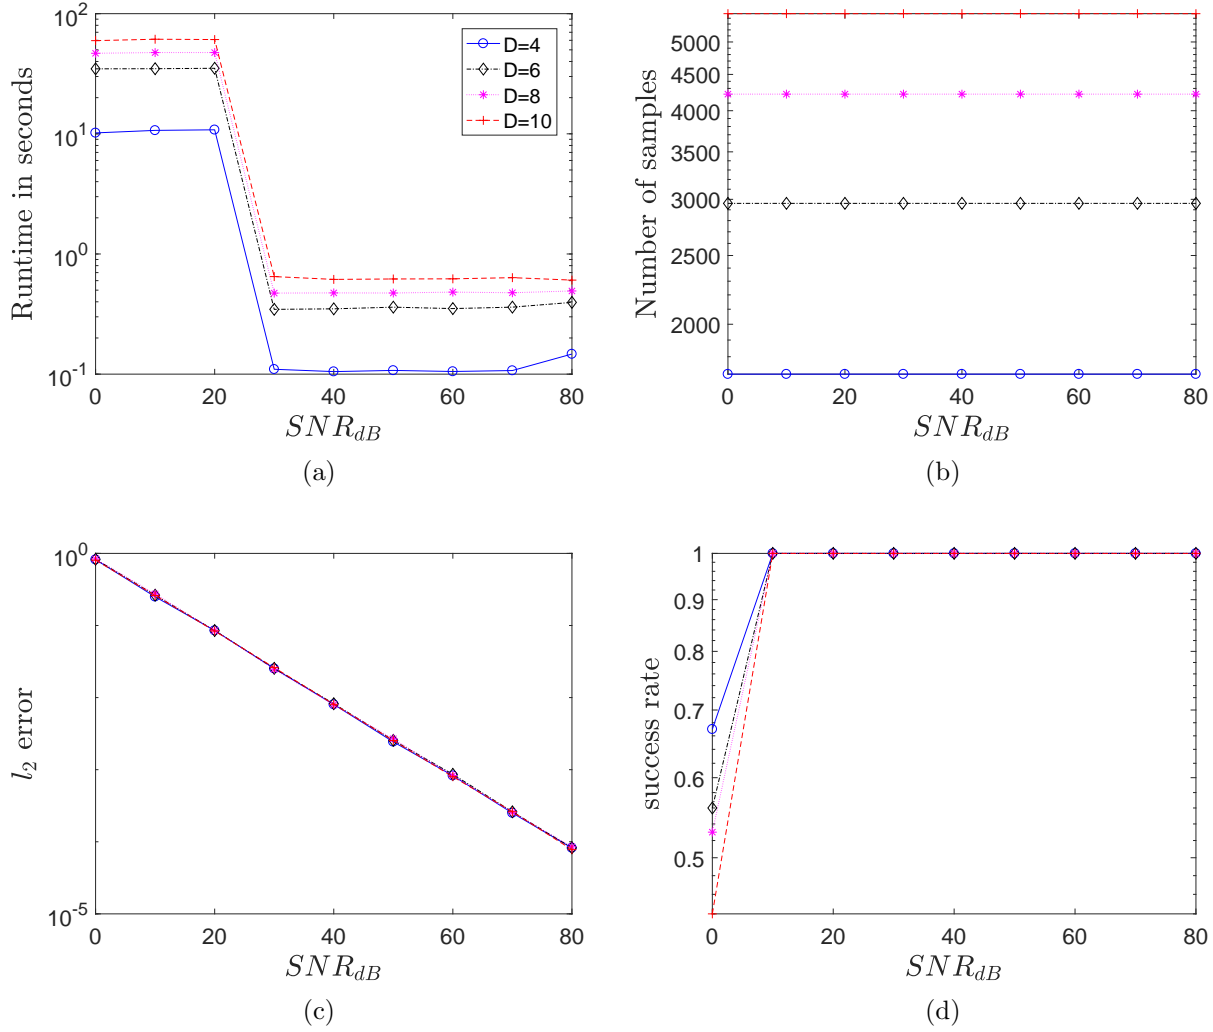 Runtime in seconds
10^2
10^1
10^0
10^-1
0 20 40 60 80
SNR_dB
D=4
D=6
D=8
D=10
(a)
Number of samples
5000
4500
4000
3500
3000
2500
2000
0 20 40 60 80
SNR_dB
(b)
l_2 error
10^0
10^-5
0 20 40 60 80
SNR_dB
(c)
success rate
1
0.9
0.8
0.7
0.6
0.5
0 20 40 60 80
SNR_dB
(d)